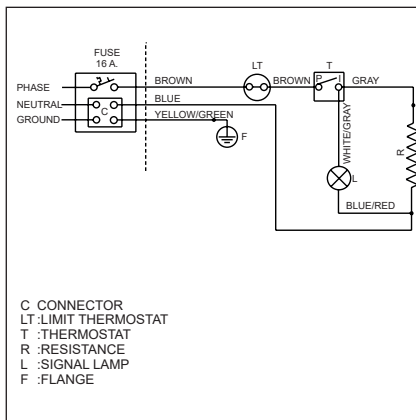 FUSE
16 A.
LT
T
PHASE
BROWN
BROWN
P I
GRAY
NEUTRAL
BLUE
C
GROUND
YELLOW/GREEN
F
WHITE/GRAY
R
L
BLUE/RED
C CONNECTOR
LT :LIMIT THERMOSTAT
T :THERMOSTAT
R :RESISTANCE
L :SIGNAL LAMP
F :FLANGE